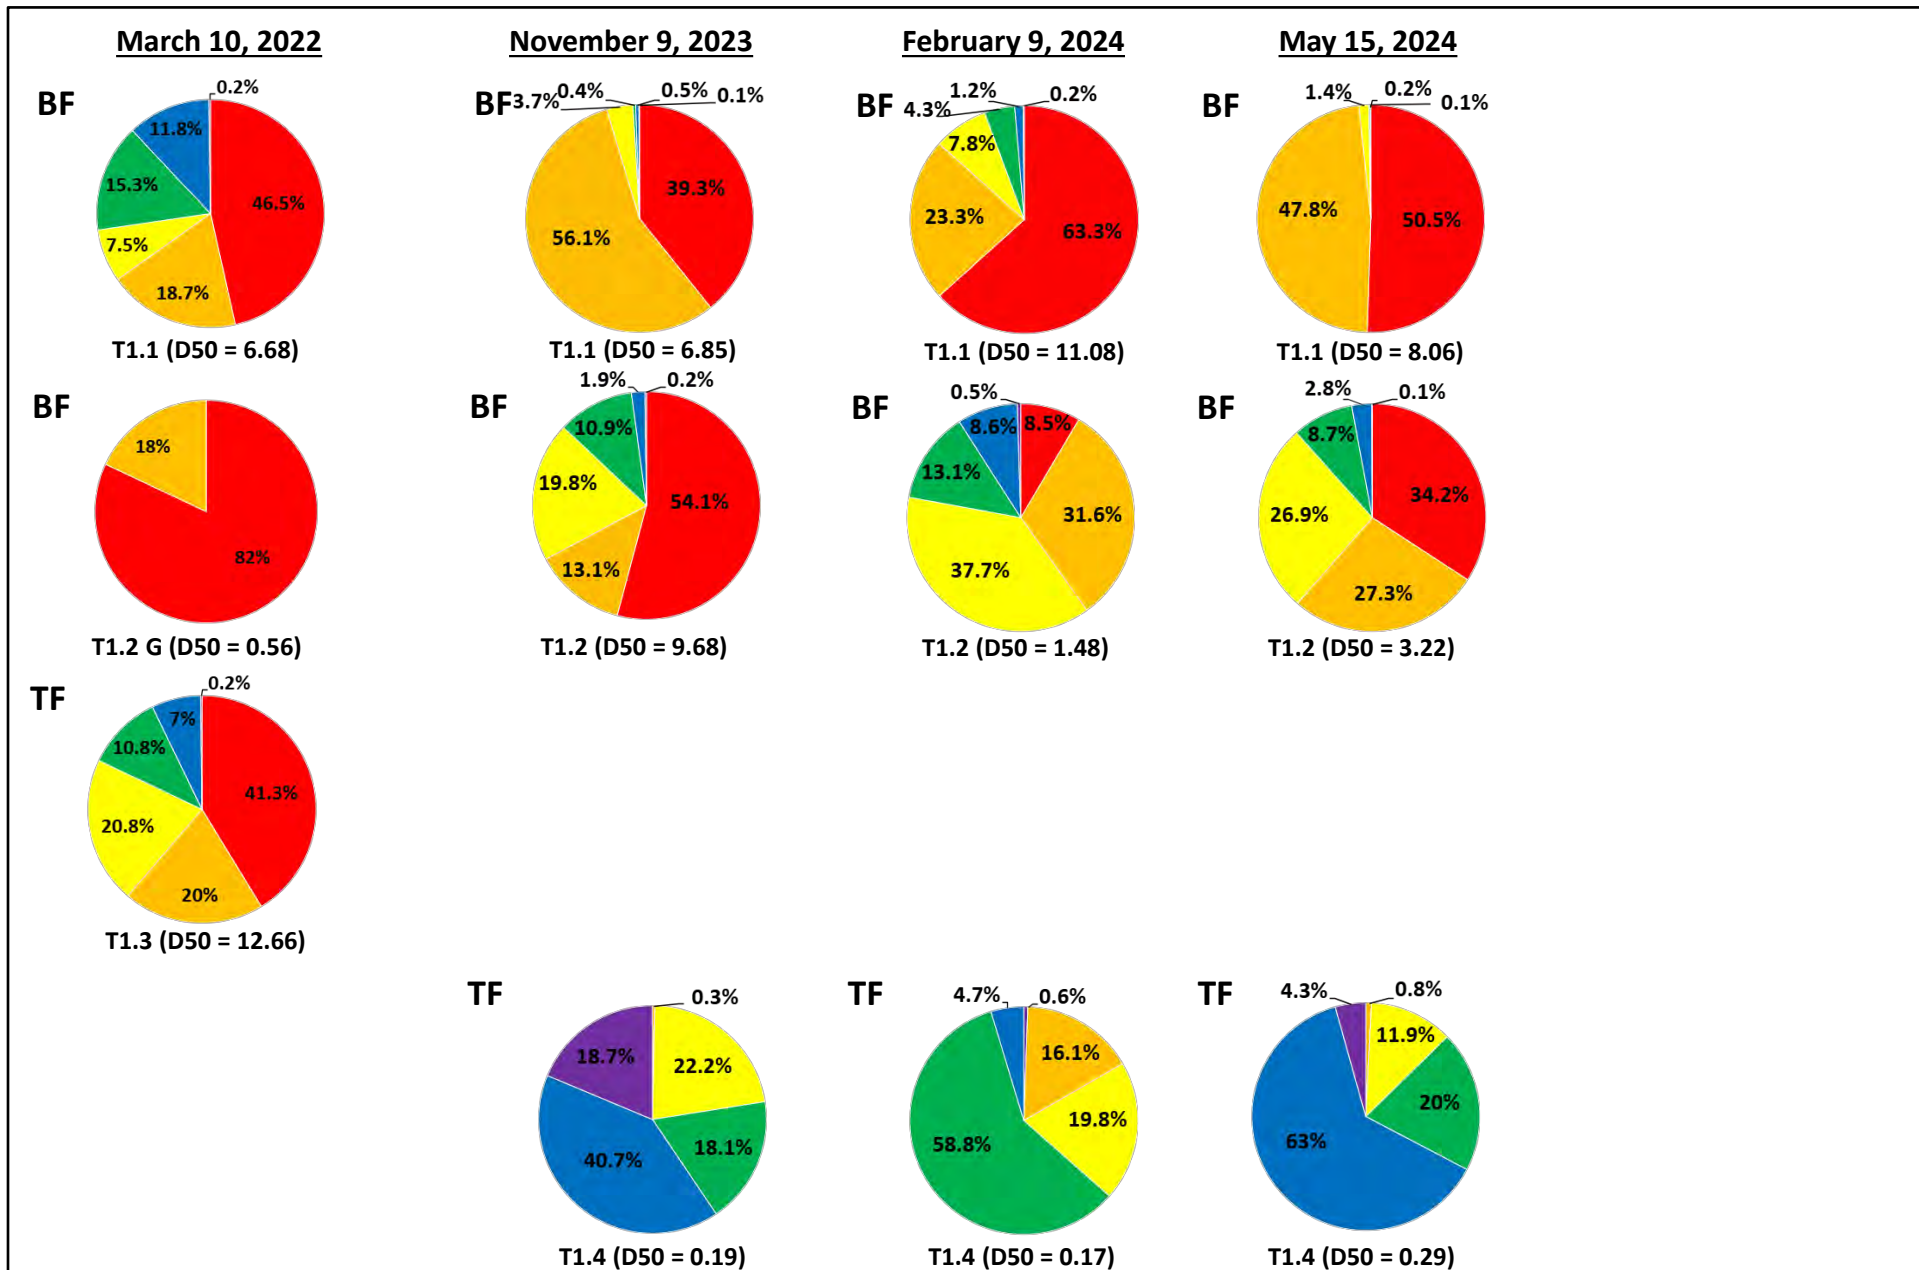 March 10, 2022
November 9, 2023
February 9, 2024
May 15, 2024
BF
0.2%
11.8%
15.3%
7.5%
18.7%
46.5%
T1.1 (D50 = 6.68)
BF
3.7%
0.4%
0.5%
0.1%
39.3%
56.1%
T1.1 (D50 = 6.85)
BF
4.3%
1.2%
0.2%
7.8%
23.3%
63.3%
T1.1 (D50 = 11.08)
BF
1.4%
0.2%
0.1%
47.8%
50.5%
T1.1 (D50 = 8.06)
BF
18%
82%
T1.2 G (D50 = 0.56)
BF
1.9%
0.2%
10.9%
19.8%
13.1%
54.1%
T1.2 (D50 = 9.68)
BF
0.5%
8.6%
8.5%
13.1%
31.6%
37.7%
T1.2 (D50 = 1.48)
BF
2.8%
0.1%
8.7%
26.9%
34.2%
27.3%
T1.2 (D50 = 3.22)
TF
0.2%
7%
10.8%
20.8%
41.3%
20%
T1.3 (D50 = 12.66)
TF
0.3%
18.7%
22.2%
18.1%
40.7%
T1.4 (D50 = 0.19)
TF
4.7%
0.6%
16.1%
19.8%
58.8%
T1.4 (D50 = 0.17)
TF
4.3%
0.8%
11.9%
20%
63%
T1.4 (D50 = 0.29)